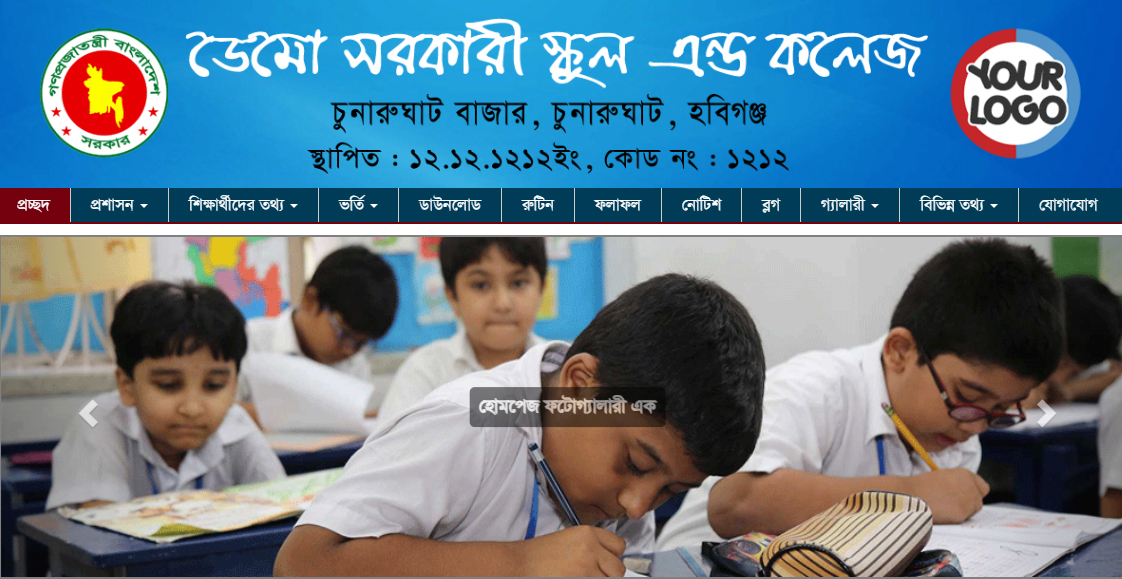 ডেমো সরকারী স্কুল এন্ড কলেজ
গণপ্রজাতন্ত্রী বাংলাদেশ
সরকার
YOUR
LOGO
চুনারুঘাট বাজার, চুনারুঘাট, হবিগঞ্জ
স্থাপিত : ১২.১২.১২১২ইং, কোড নং : ১২১২
প্রচ্ছদ প্রশাসন শিক্ষার্থীদের তথ্য ভর্তি ডাউনলোড রুটিন ফলাফল নোটিশ ব্লগ গ্যালারী বিভিন্ন তথ্য যোগাযোগ
হোমপেজ ফটোগ্যালারী এক